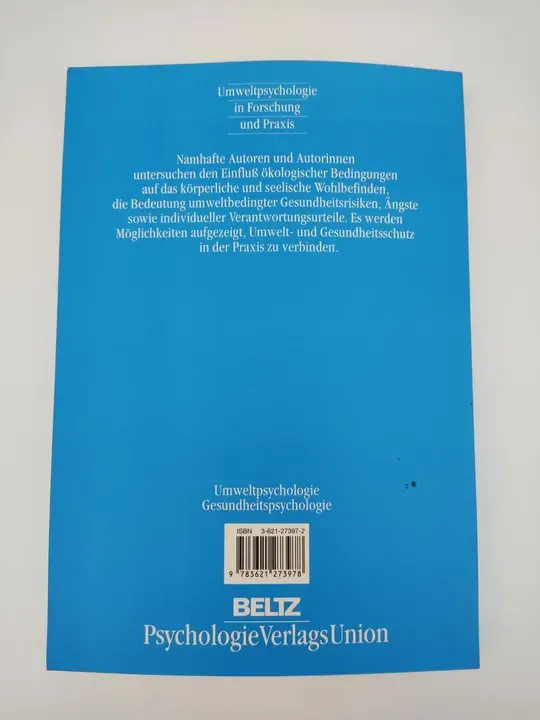 Umweltpsychologie
in Forschung
und Praxis
Namhafte Autoren und Autorinnen
untersuchen den Einfluß ökologischer Bedingungen
auf das körperliche und seelische Wohlbefinden,
die Bedeutung umweltbedingter Gesundheitsrisiken, Ängste
sowie individueller Verantwortungsurteile. Es werden
Möglichkeiten aufgezeigt, Umwelt- und Gesundheitsschutz
in der Praxis zu verbinden.
Umweltpsychologie
Gesundheitspsychologie
ISBN 3-621-27397-2
9 783621 273978
BELTZ
PsychologieVerlagsUnion